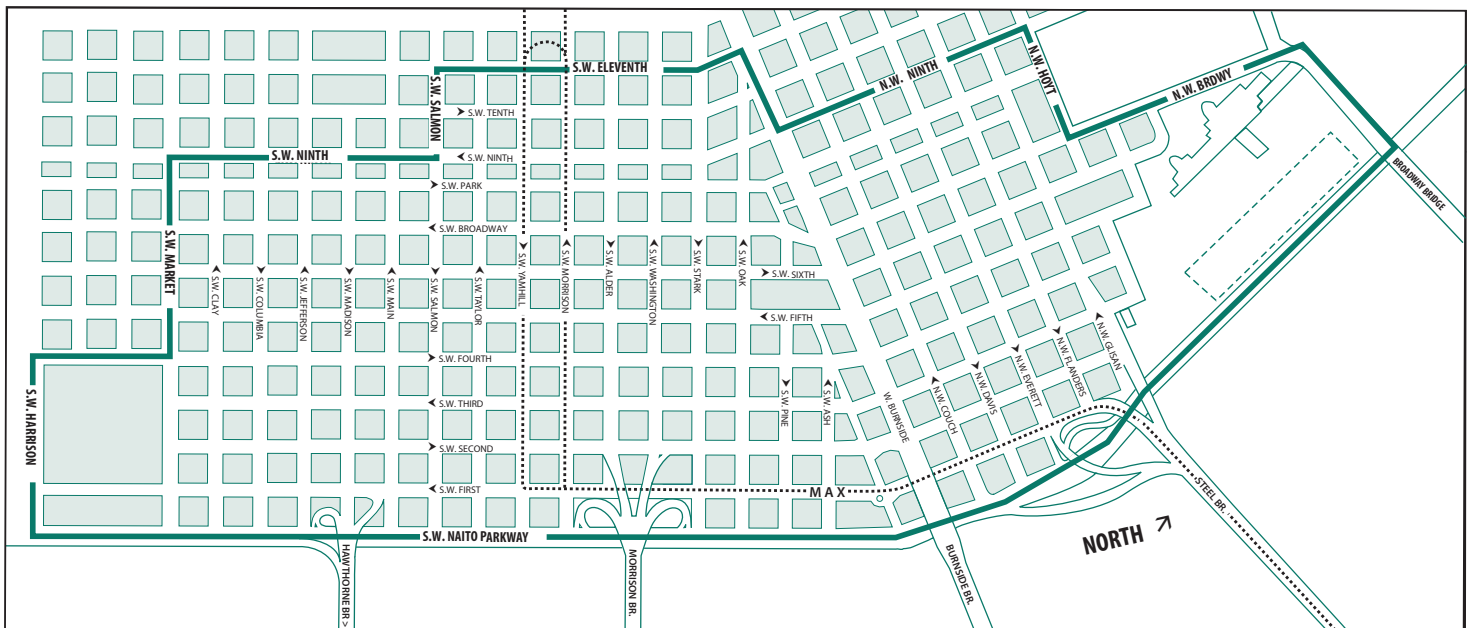 S.W. ELEVENTH
N.W. NINTH
N.W. HOYT
N.W. BRDWY
BROADWAY BRIDGE
S.W. SALMON
S.W. TENTH
S.W. NINTH
S.W. NINTH
S.W. PARK
S.W. BROADWAY
S.W. MARKET
S.W. CLAY
S.W. COLUMBIA
S.W. JEFFERSON
S.W. MADISON
S.W. MAIN
S.W. SALMON
S.W. TAYLOR
S.W. YAMHILL
S.W. MORRISON
S.W. ALDER
S.W. WASHINGTON
S.W. STARK
S.W. OAK
S.W. SIXTH
S.W. FIFTH
S.W. FOURTH
S.W. THIRD
S.W. SECOND
S.W. FIRST
S.W. PINE
S.W. ASH
W. BURNSIDE
N.W. COUCH
N.W. DAVIS
N.W. EVERETT
N.W. FLANDERS
N.W. GLISAN
S.W. HARRISON
MAX
S.W. NAITO PARKWAY
HAWTHORNE BR >
MORRISON BR.
BURNSIDE BR.
STEEL BR.
NORTH